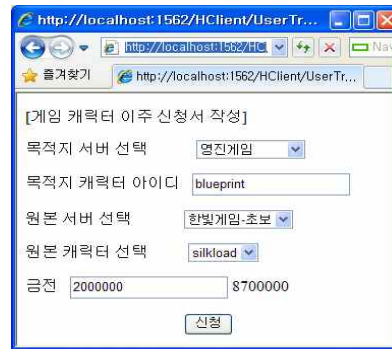 http://localhost:1562/HClient/UserTr...
http://localhost:1562/HCl
Nav
즐겨찾기
http://localhost:1562/HClient/UserTr...
[게임 캐릭터 이주 신청서 작성]
목적지 서버 선택 명진게임
목적지 캐릭터 아이디 blueprint
원본 서버 선택 한빛게임-초보
원본 캐릭터 선택 silkload
금전 2000000 8700000
신청